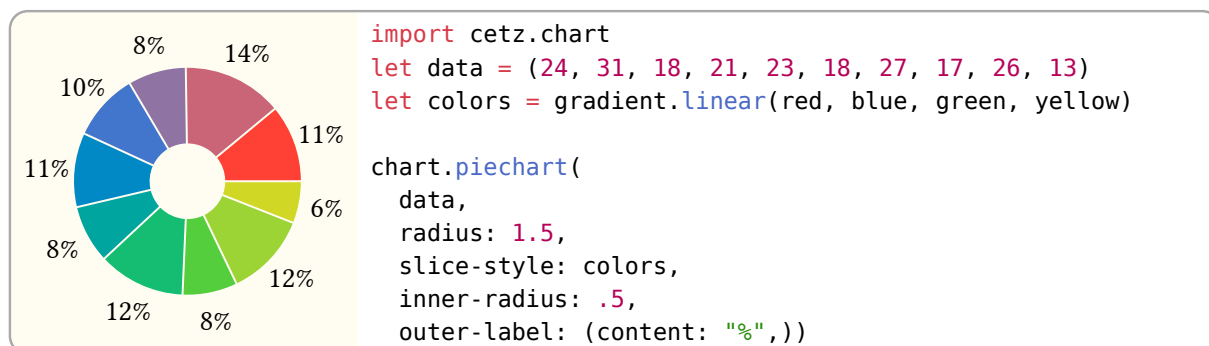 8%
14%
10%
11%
11%
6%
8%
12%
12%
8%
import cetz.chart
let data = (24, 31, 18, 21, 23, 18, 27, 17, 26, 13)
let colors = gradient.linear(red, blue, green, yellow)
chart.piechart(
  data,
  radius: 1.5,
  slice-style: colors,
  inner-radius: .5,
  outer-label: (content: "%",))